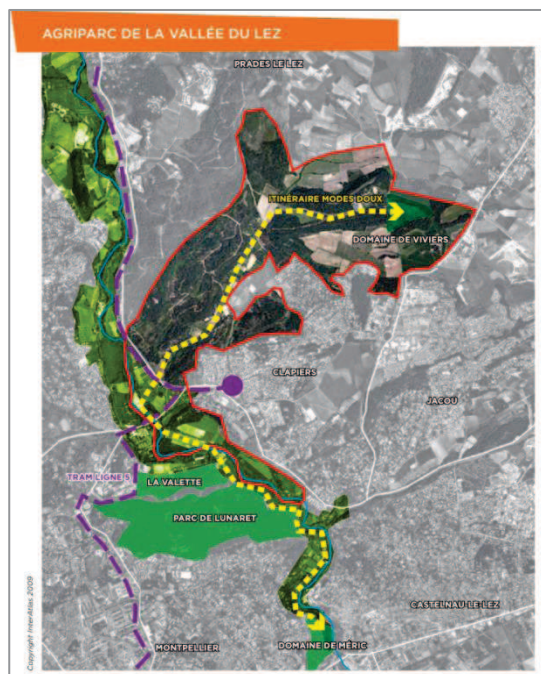 AGRIPARC DE LA VALLÉE DU LEZ
PRADES LE LEZ
ITINÉRAIRE MODES DOUX
DOMAINE DE VIVIERS
CLAPIERS
JACOU
TRAM LIGNE 5
LA VALETTE
PARC DE LUNARET
CASTELNAU LE LEZ
MONTPELLIER
DOMAINE DE MÉRIC
Copyright InterAtlas 2009